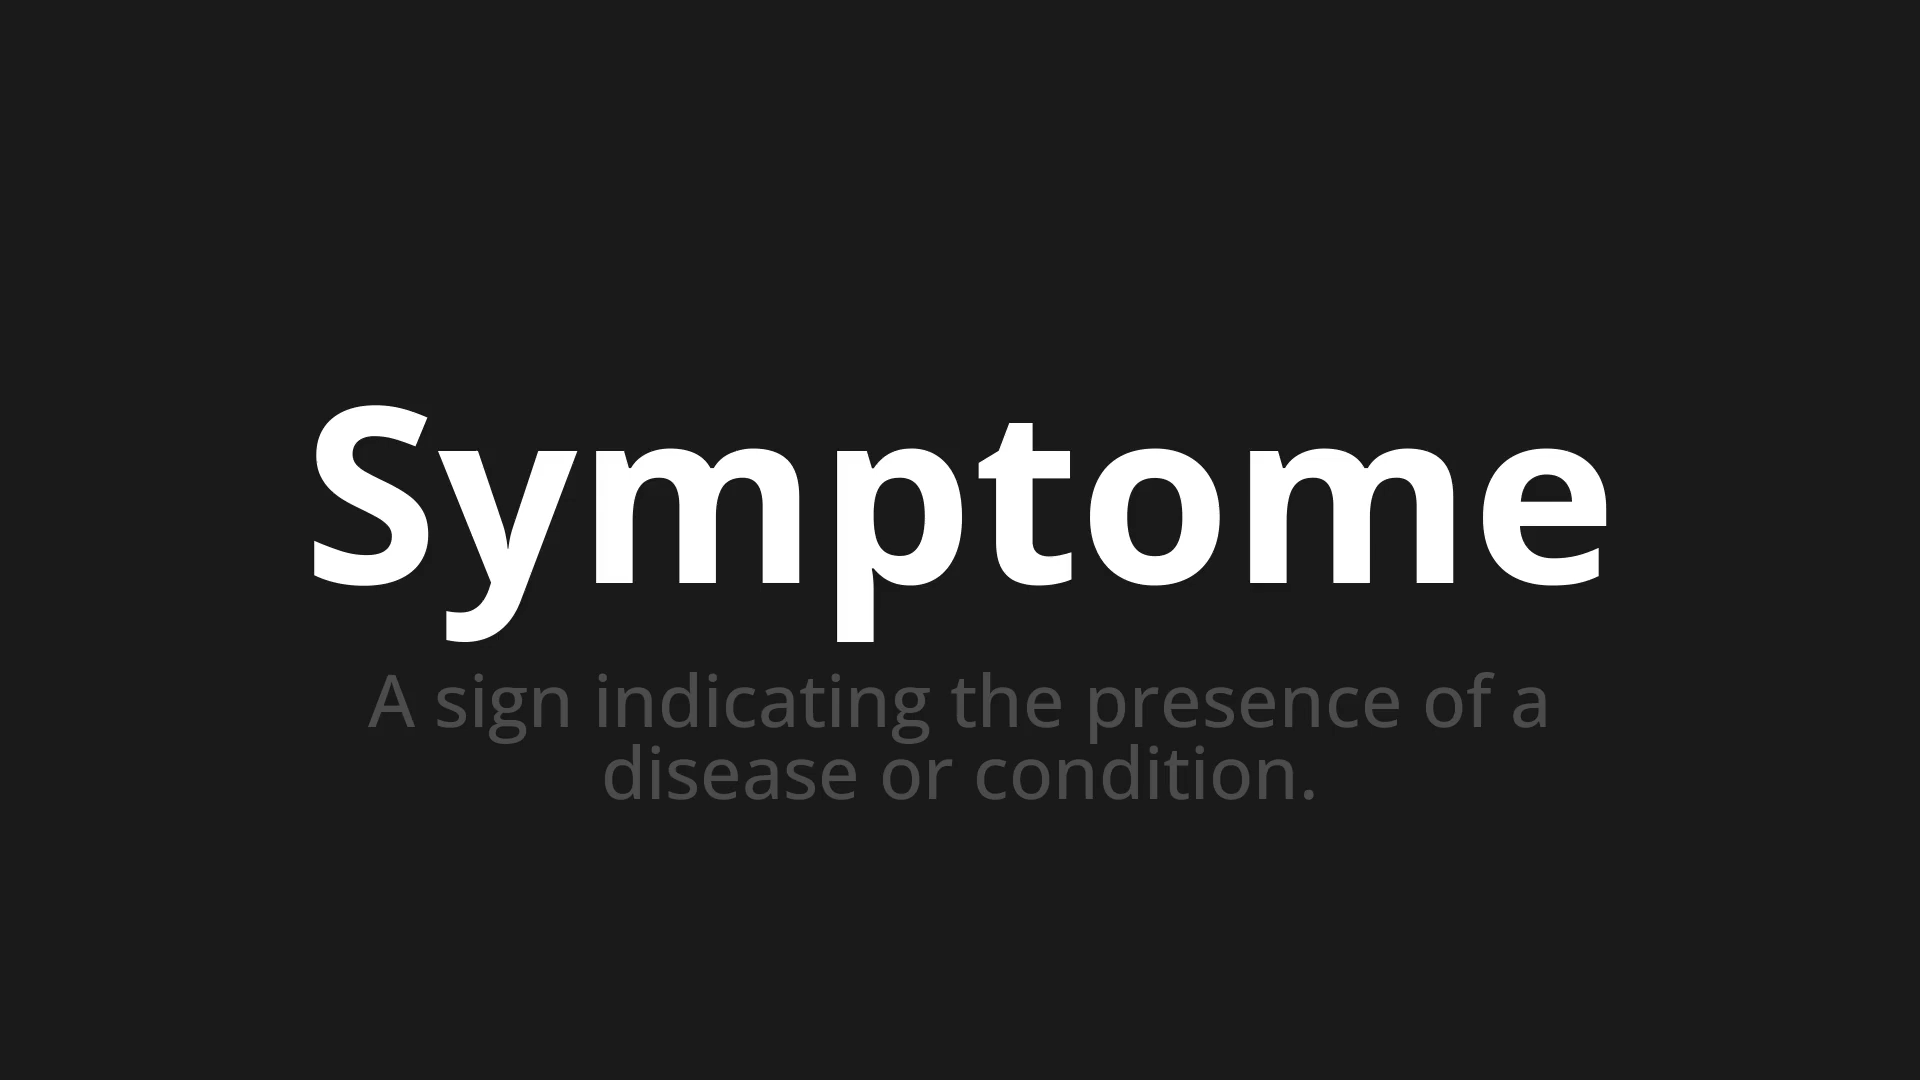 Symptome
A sign indicating the presence of a
disease or condition.